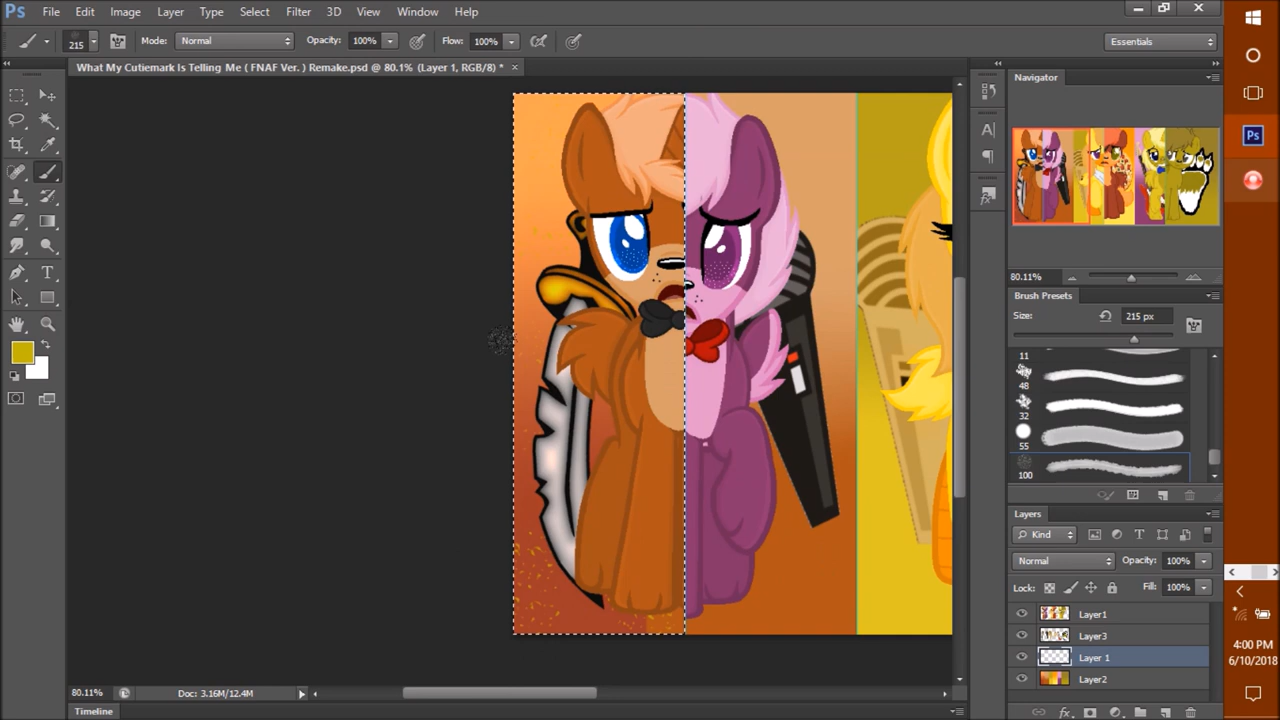 Ps File Edit Image Layer Type Select Filter 3D View Window Help
215 Mode: Normal Opacity: 100% Flow: 100% Essentials
What My Cutiemark Is Telling Me ( FNAF Ver. ) Remake.psd @ 80.1% (Layer 1, RGB/8) * ×
Navigator
80.11%
Brush Presets
Size: 215 px
11
48
32
55
100
Layers
Kind
Normal Opacity: 100%
Lock: Fill: 100%
Layer1
Layer3
Layer 1
Layer2
80.11% Doc: 3.16M/12.4M
Timeline
Ps
4:00 PM
6/10/2018